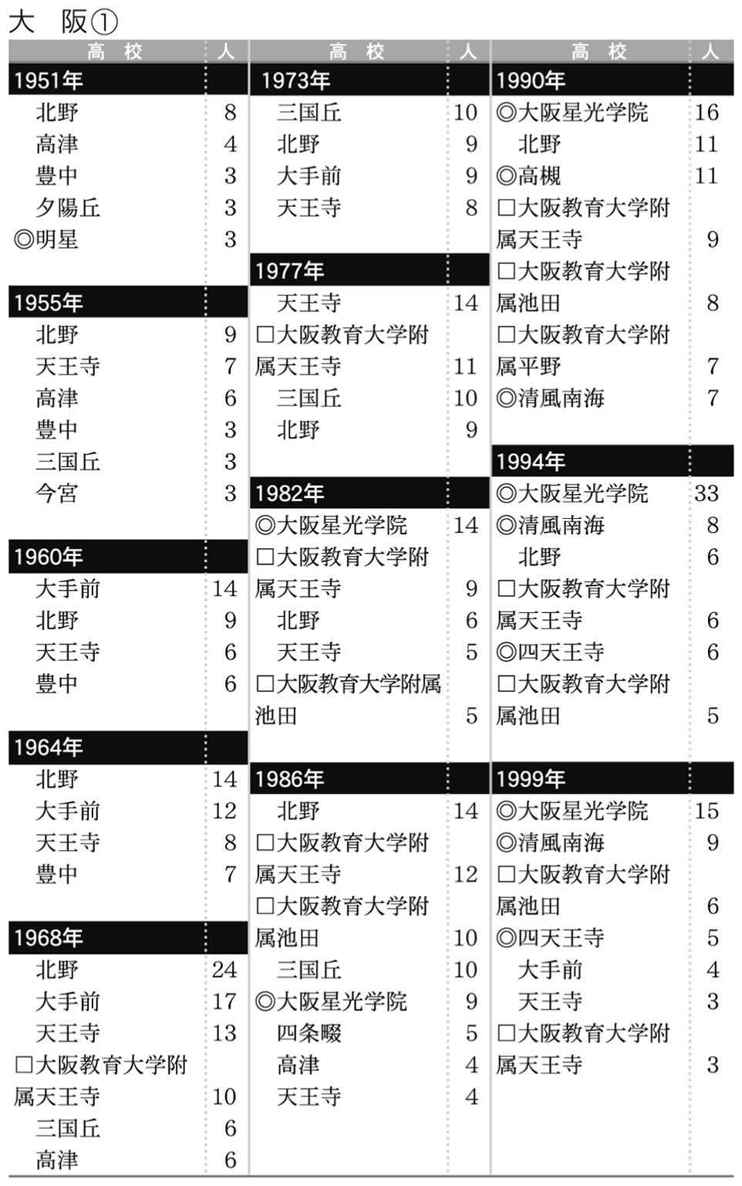 大　阪①
高　校　人
1951年
北野　8
高津　4
豊中　3
夕陽丘　3
◎明星　3
1955年
北野　9
天王寺　7
高津　6
豊中　3
三国丘　3
今宮　3
1960年
大手前　14
北野　9
天王寺　6
豊中　6
1964年
北野　14
大手前　12
天王寺　8
豊中　7
1968年
北野　24
大手前　17
天王寺　13
□大阪教育大学附
属天王寺　10
三国丘　6
高津　6
高　校　人
1973年
三国丘　10
北野　9
大手前　9
天王寺　8
1977年
天王寺　14
□大阪教育大学附
属天王寺　11
三国丘　10
北野　9
1982年
◎大阪星光学院　14
□大阪教育大学附
属天王寺　9
北野　6
天王寺　5
□大阪教育大学附属
池田　5
1986年
北野　14
□大阪教育大学附
属天王寺　12
□大阪教育大学附
属池田　10
三国丘　10
◎大阪星光学院　9
四条畷　5
高津　4
天王寺　4
高　校　人
1990年
◎大阪星光学院　16
北野　11
◎高槻　11
□大阪教育大学附
属天王寺　9
□大阪教育大学附
属池田　8
□大阪教育大学附
属平野　7
◎清風南海　7
1994年
◎大阪星光学院　33
◎清風南海　8
北野　6
□大阪教育大学附
属天王寺　6
◎四天王寺　6
□大阪教育大学附
属池田　5
1999年
◎大阪星光学院　15
◎清風南海　9
□大阪教育大学附
属池田　6
◎四天王寺　5
大手前　4
天王寺　3
□大阪教育大学附
属天王寺　3